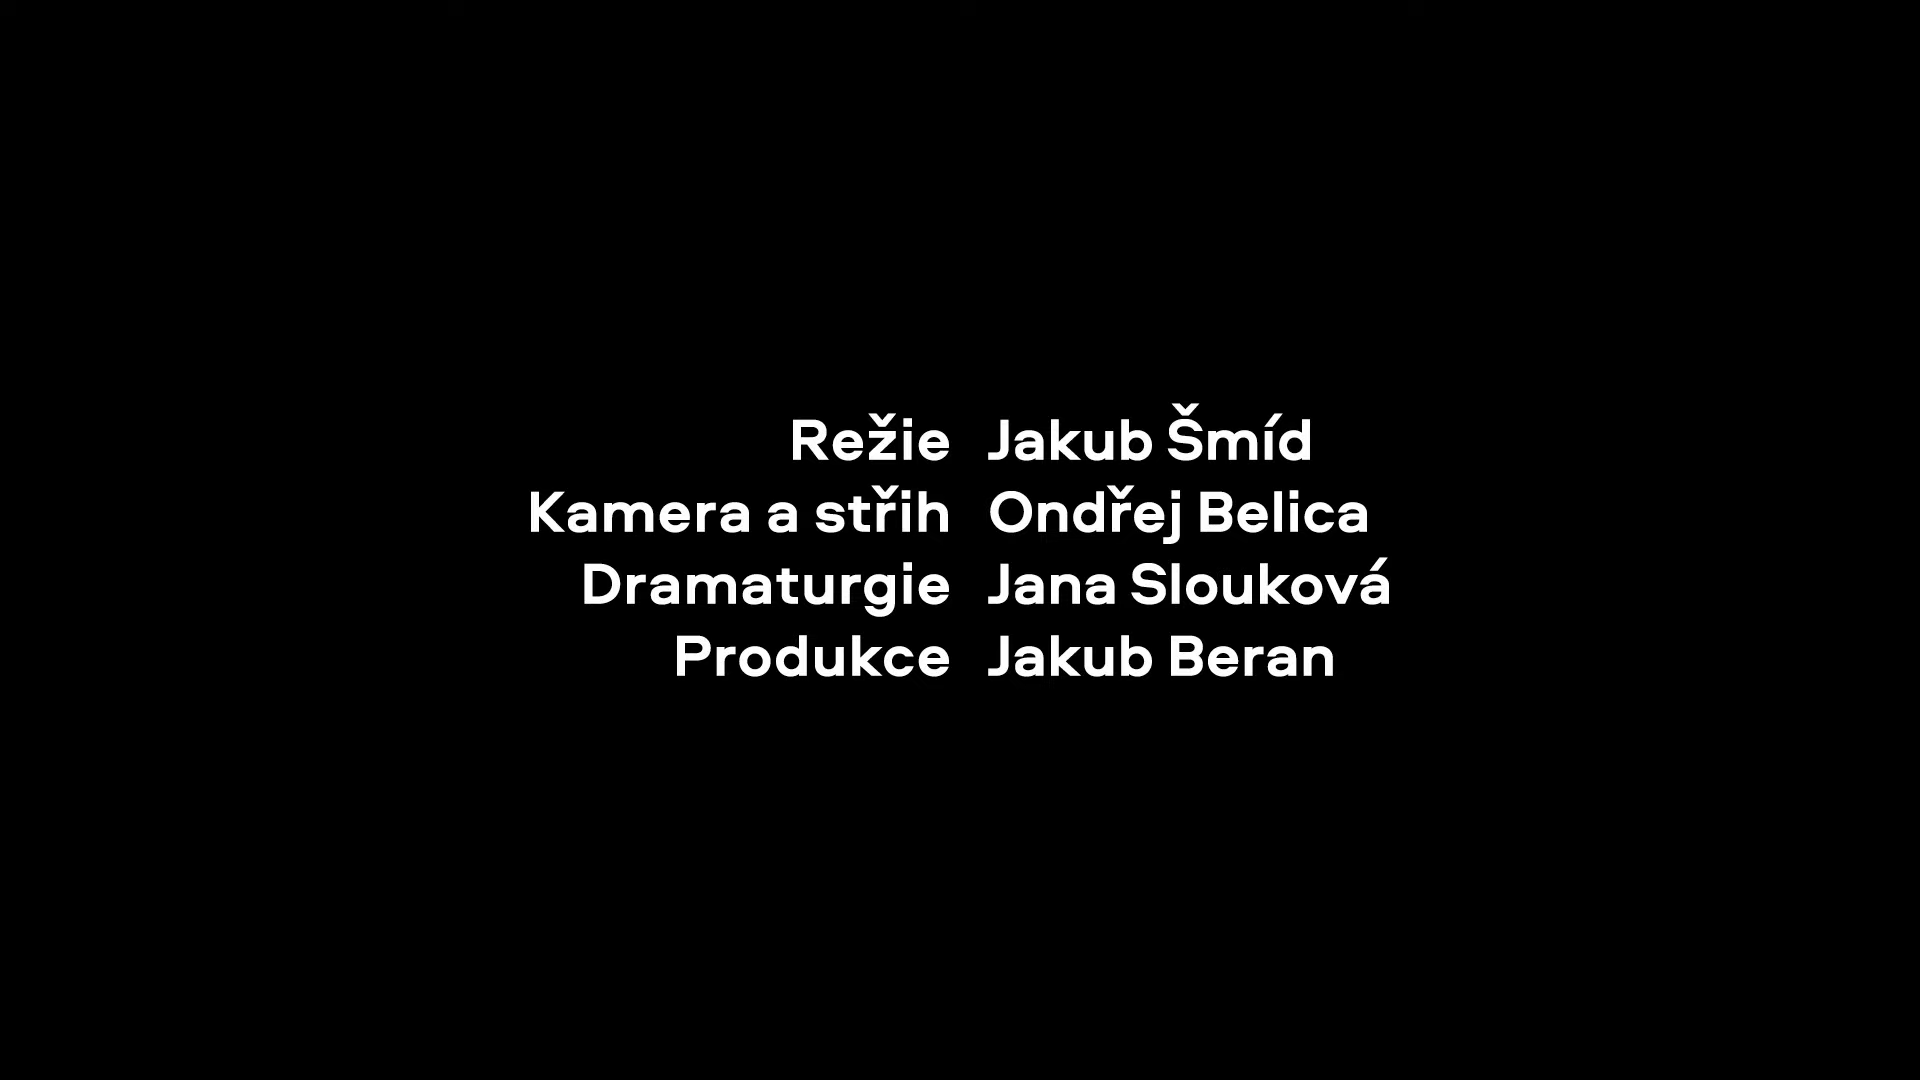 Režie Jakub Šmíd
Kamera a střih Ondřej Belica
Dramaturgie Jana Slouková
Produkce Jakub Beran